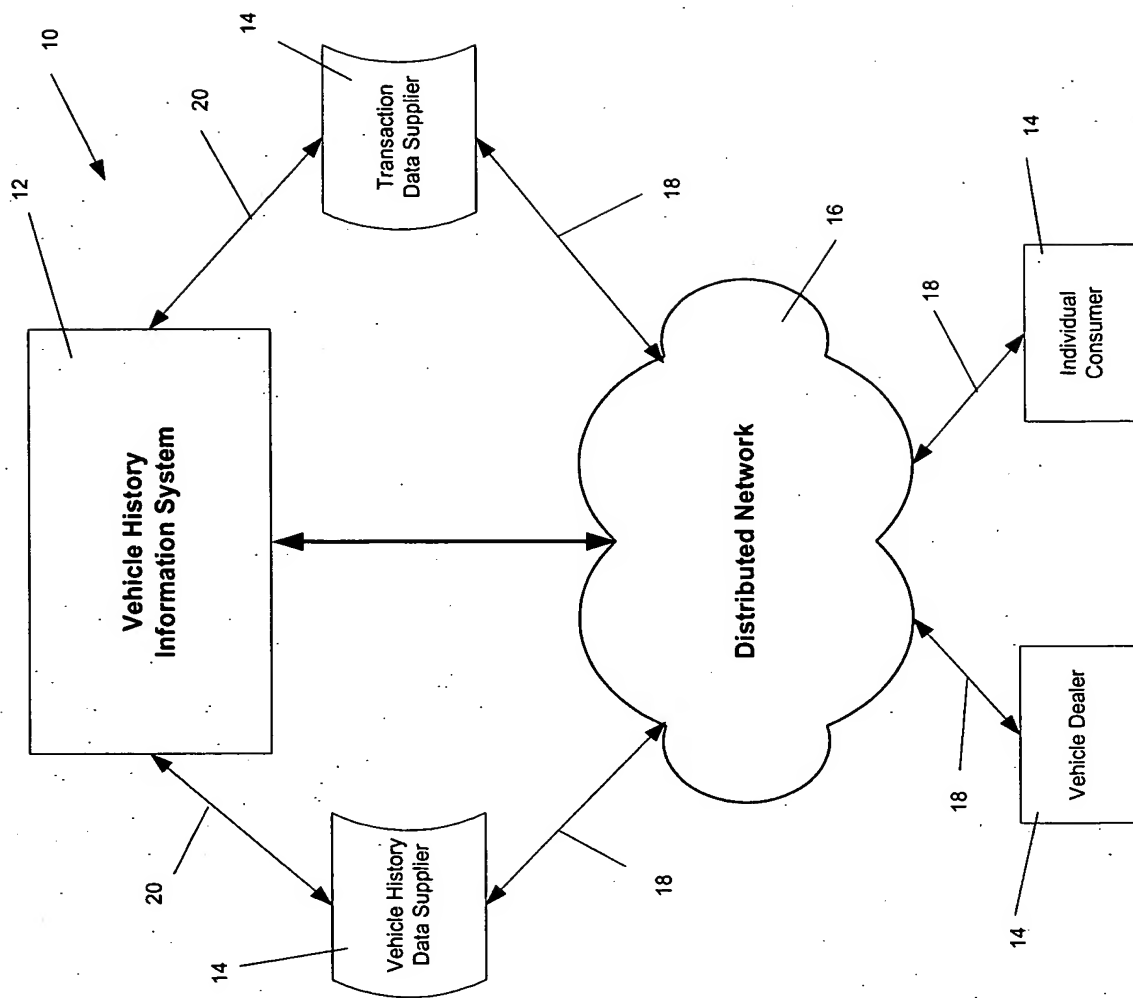 10
12
Vehicle History
Information System
20
20
14
Transaction
Data Supplier
Vehicle History
Data Supplier
14
18
18
16
Distributed Network
18
18
14
Individual
Consumer
Vehicle Dealer
14